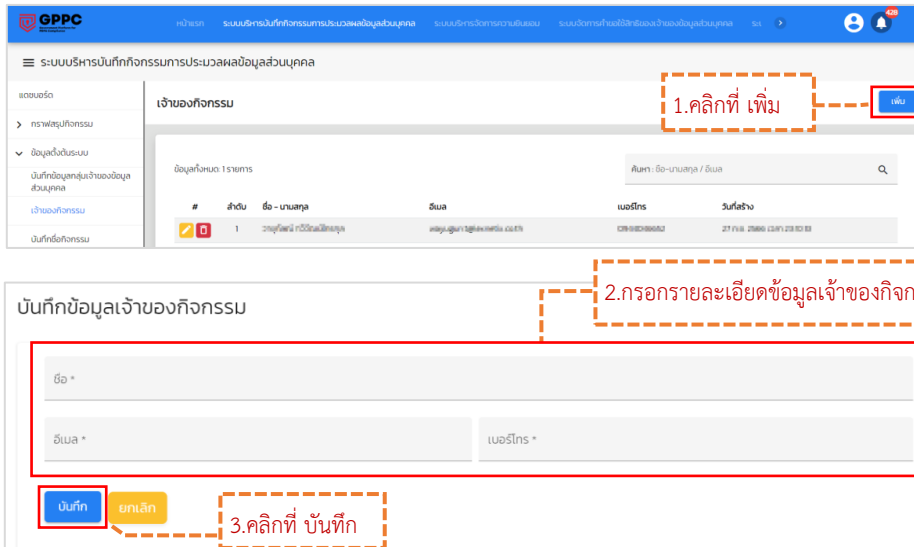 GPPC
หน้าแรก ระบบบริหารบันทึกกิจกรรมการประมวลผลข้อมูลส่วนบุคคล ระบบบริหารจัดการความยินยอม ระบบจัดการคำขอใช้สิทธิของเจ้าของข้อมูลส่วนบุคคล
428
ระบบบริหารบันทึกกิจกรรมการประมวลผลข้อมูลส่วนบุคคล
แดชบอร์ด
กราฟสรุปกิจกรรม
ข้อมูลตั้งต้นระบบ
บันทึกข้อมูลกลุ่มเจ้าของข้อมูล
ส่วนบุคคล
เจ้าของกิจกรรม
บันทึกชื่อกิจกรรม
เจ้าของกิจกรรม
1.คลิกที่ เพิ่ม
เพิ่ม
ข้อมูลทั้งหมด 1 รายการ
ค้นหา : ชื่อ-นามสกุล / อีเมล
# ลำดับ ชื่อ - นามสกุล อีเมล เบอร์โทร วันที่สร้าง
1
2.กรอกรายละเอียดข้อมูลเจ้าของกิจก
บันทึกข้อมูลเจ้าของกิจกรรม
ชื่อ *
อีเมล * เบอร์โทร *
บันทึก ยกเลิก
3.คลิกที่ บันทึก